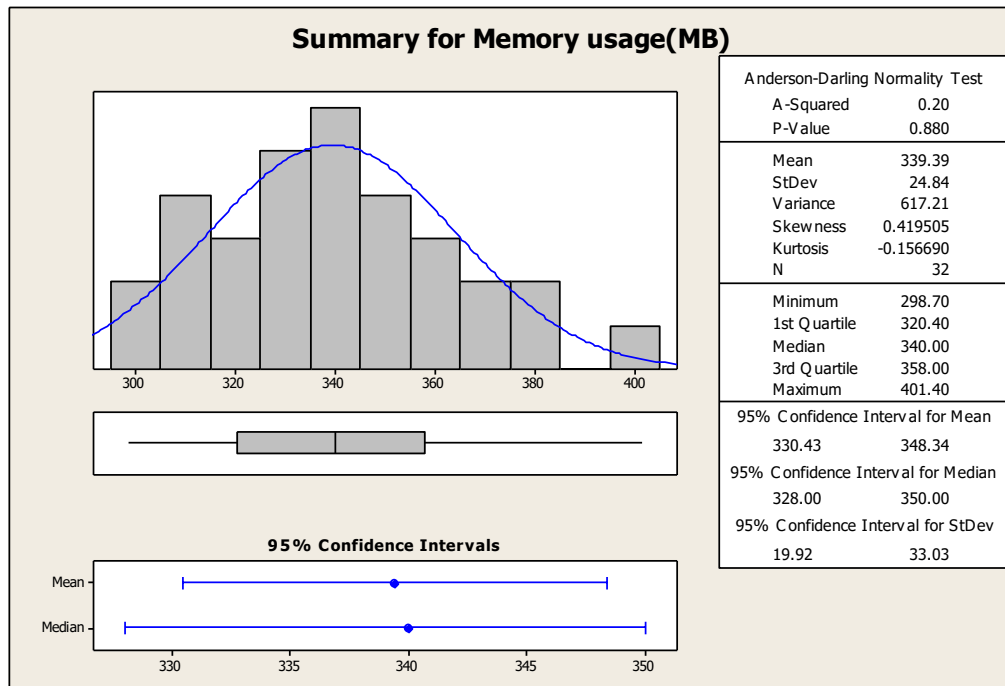 Summary for Memory usage(MB)
300 320 340 360 380 400
95% Confidence Intervals
Mean
Median
330 335 340 345 350
Anderson-Darling Normality Test
A-Squared 0.20
P-Value 0.880
Mean 339.39
StDev 24.84
Variance 617.21
Skewness 0.419505
Kurtosis -0.156690
N 32
Minimum 298.70
1st Quartile 320.40
Median 340.00
3rd Quartile 358.00
Maximum 401.40
95% Confidence Interval for Mean
330.43 348.34
95% Confidence Interval for Median
328.00 350.00
95% Confidence Interval for StDev
19.92 33.03